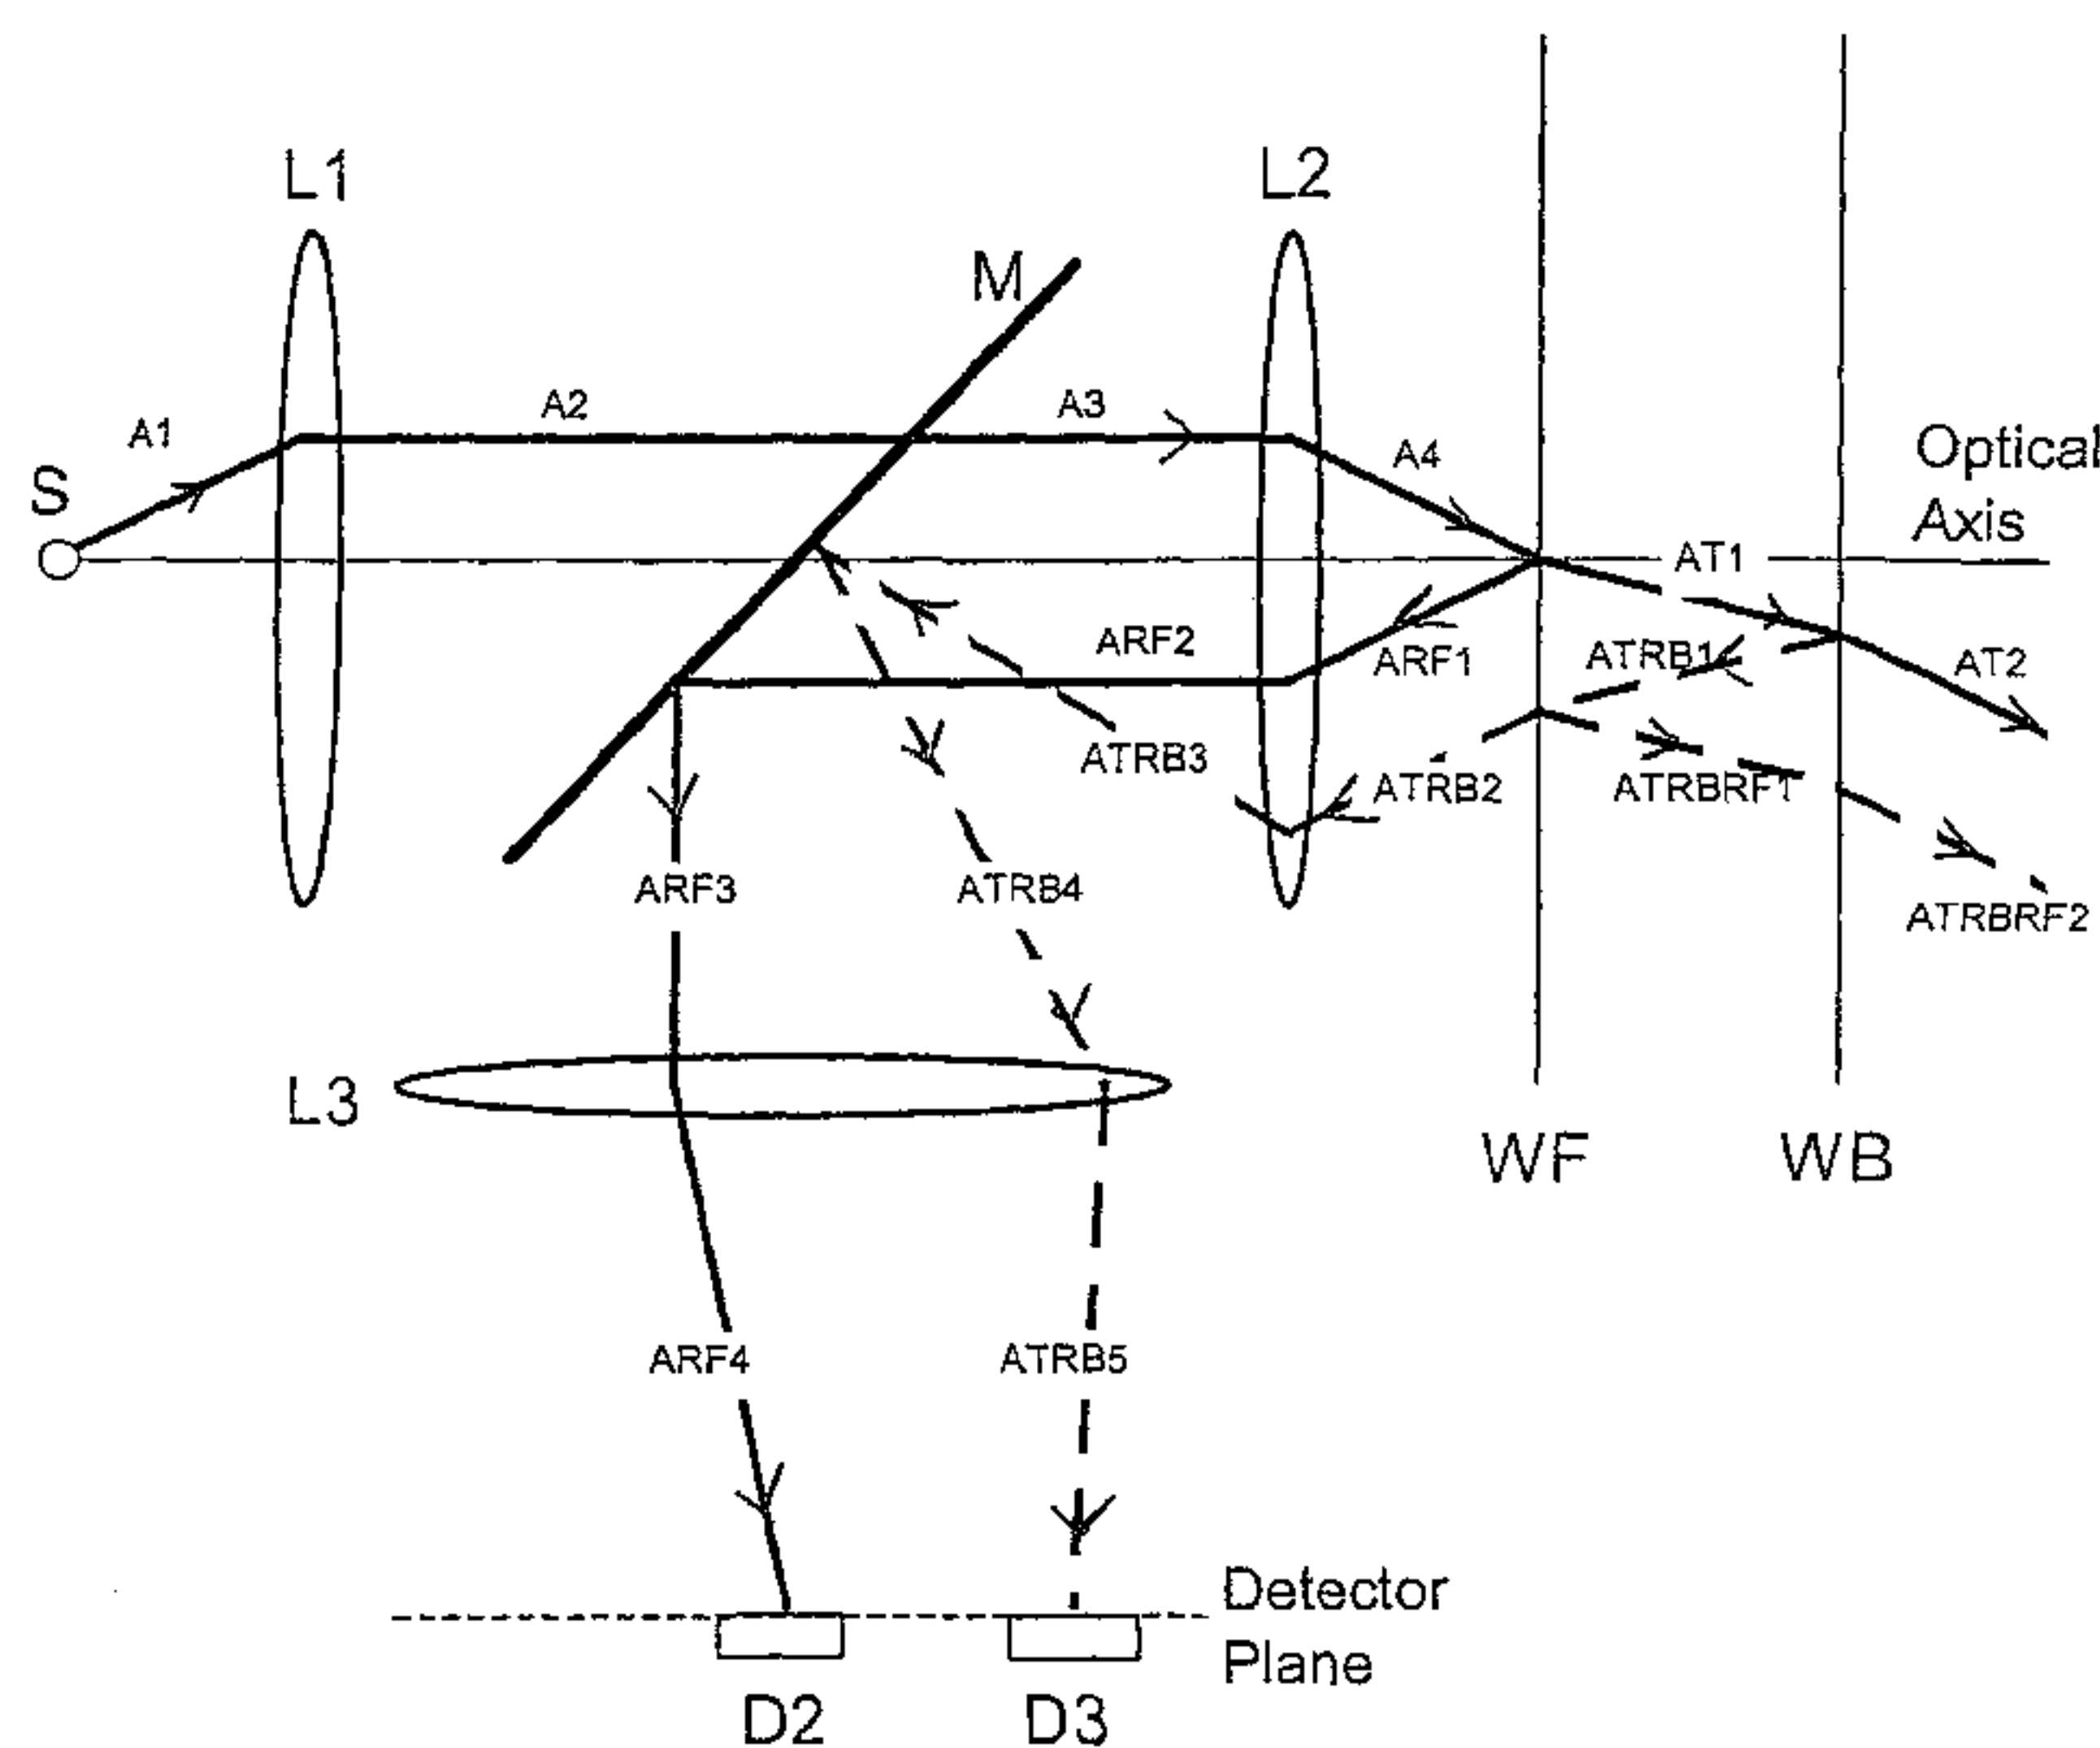 L1
L2
M
A1
A2
A3
A4
S
Optical
Axis
AT1
ARF2
ARF1
ATRB1
AT2
ATRB3
ATRB2
ATRBRF1
ARF3
ATRB4
ATRBRF2
L3
WF
WB
ARF4
ATRB5
Detector
Plane
D2
D3